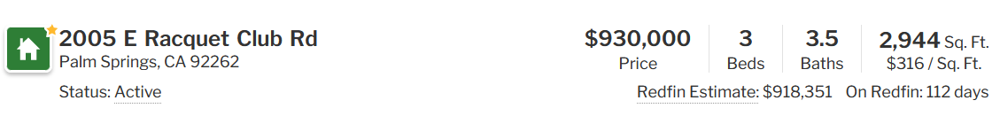 2005 E Racquet Club Rd
Palm Springs, CA 92262
$930,000
Price
3
Beds
3.5
Baths
2,944 Sq. Ft.
$316 / Sq. Ft.
Status: Active
Redfin Estimate: $918,351 On Redfin: 112 days